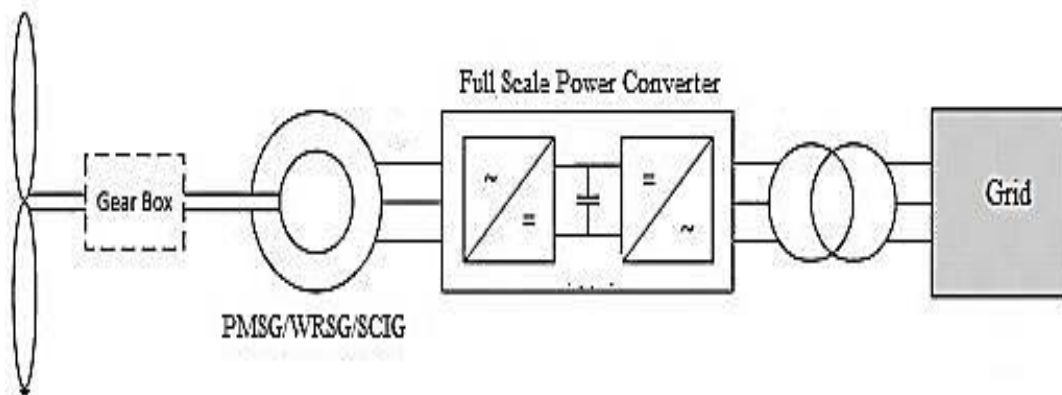 Full Scale Power Converter
Gear Box
~
=
=
~
Grid
PMSG/WRSG/SCIG